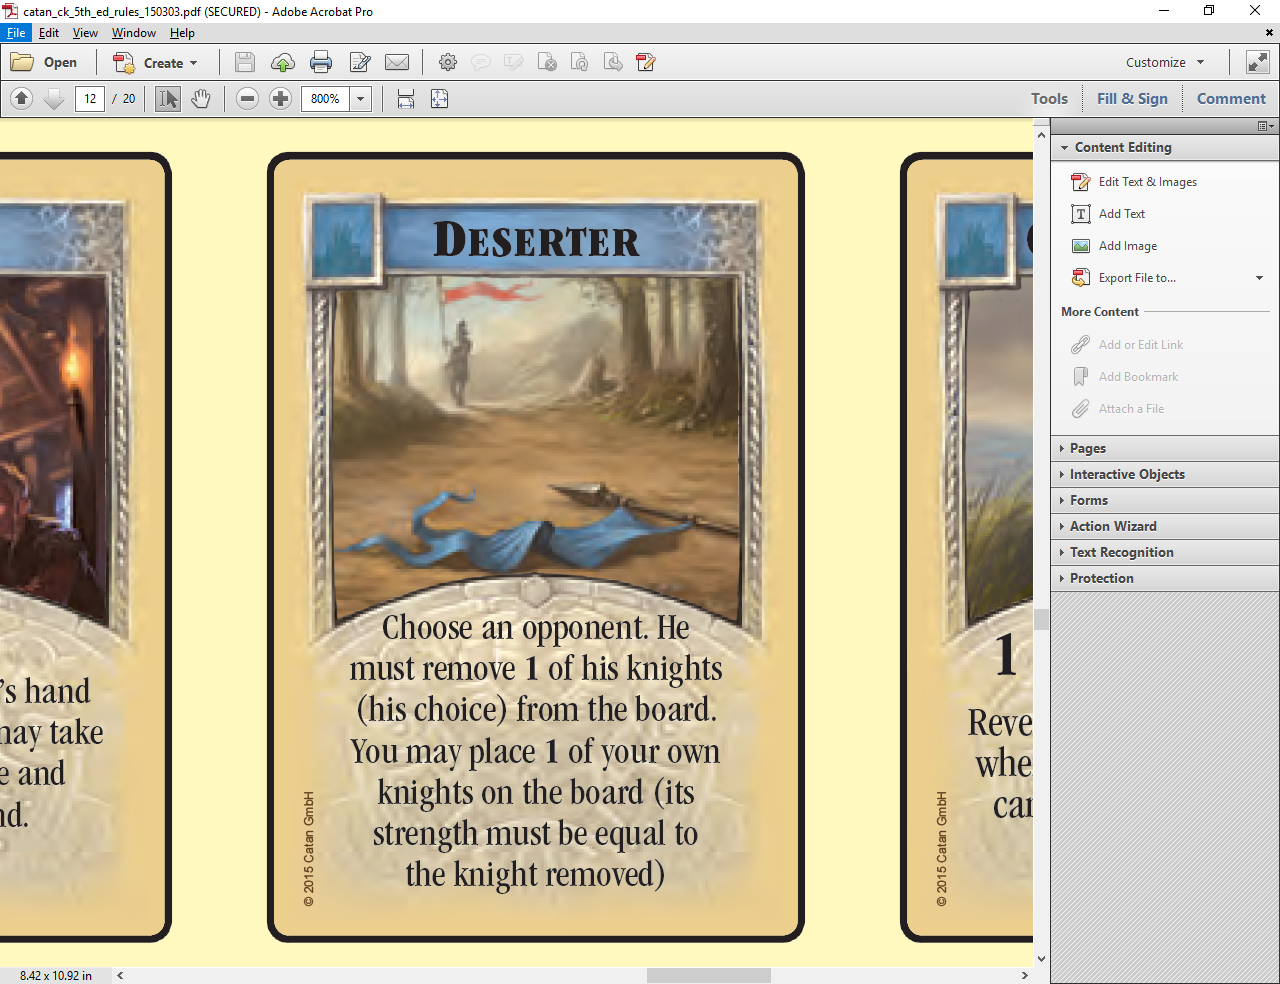 catan_ck_5th_ed_rules_150303.pdf (SECURED) - Adobe Acrobat Pro
File Edit View Window Help
Open Create Customize
12 / 20 800% Tools Fill & Sign Comment
Content Editing
Edit Text & Images
Add Text
Add Image
Export File to...
More Content
Add or Edit Link
Add Bookmark
Attach a File
Pages
Interactive Objects
Forms
Action Wizard
Text Recognition
Protection
's hand
may take
e and
nd.
DESERTER
Choose an opponent. He
must remove 1 of his knights
(his choice) from the board.
You may place 1 of your own
knights on the board (its
strength must be equal to
the knight removed)
© 2015 Catan GmbH
1
Reve
whe
can
© 2015 Catan GmbH
8.42 x 10.92 in